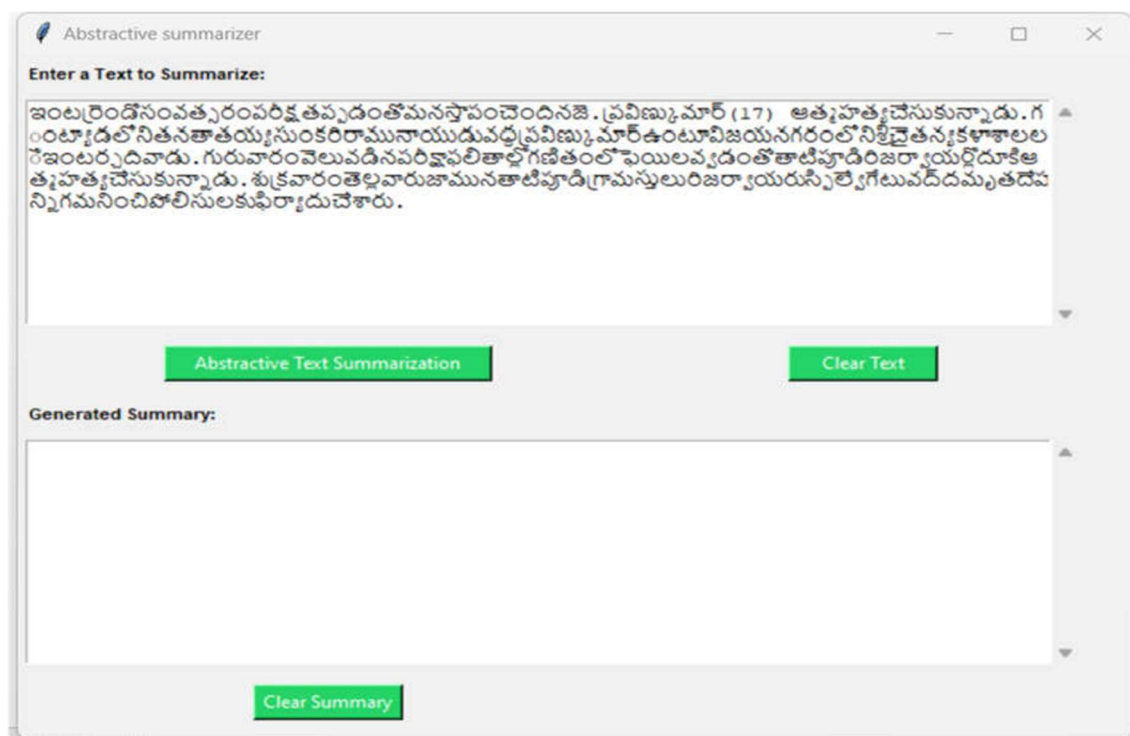 Abstractive summarizer
Enter a Text to Summarize:
ఇంటర్రెండోసంవత్సరంపరీక్షతప్పడంతోమనస్తాపంచెందినజె.ప్రవీణ్కుమార్(17) ఆత్మహత్యచేసుకున్నాడు.గ
ంట్యాడలోనితనతాతయ్యసుంకరిరామునాయుడువద్దప్రవీణ్కుమార్ఉంటూవిజయనగరంలోనిశ్రీచైతన్యకళాశాలల
ోఇంటర్చదివాడు.గురువారంవెలువడినపరీక్షాఫలితాల్లోగణితంలోఫెయిలవ్వడంతోతాటిపూడిరిజర్వాయర్లోదూకిఆ
త్మహత్యచేసుకున్నాడు.శుక్రవారంతెల్లవారుజామునతాటిపూడిగ్రామస్తులురిజర్వాయరుస్పిల్వేగేటువద్దమృతదేహా
న్నిగమనించిపోలిసులకుఫిర్యాదుచేశారు.
Abstractive Text Summarization
Clear Text
Generated Summary:
Clear Summary